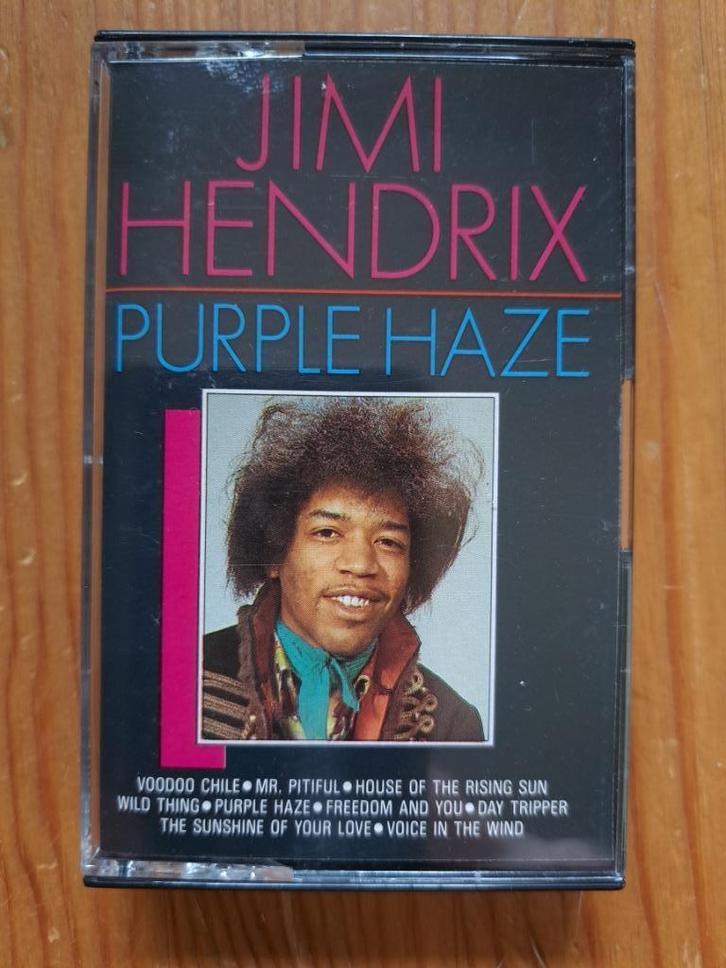 JIMI
HENDRIX
PURPLE HAZE
VOODOO CHILE•MR. PITIFUL•HOUSE OF THE RISING SUN
WILD THING•PURPLE HAZE•FREEDOM AND YOU•DAY TRIPPER
THE SUNSHINE OF YOUR LOVE•VOICE IN THE WIND